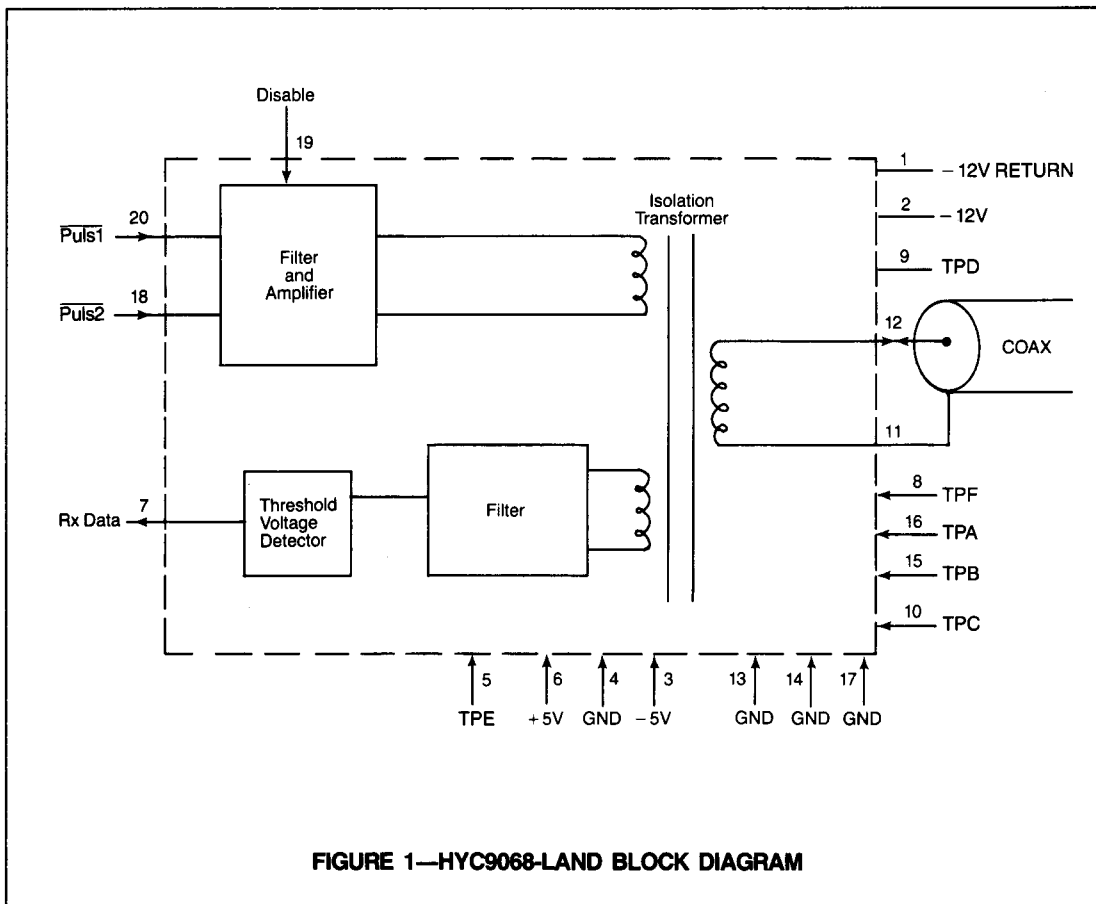 Disable
19
1
– 12V RETURN
2
– 12V
9
TPD
Isolation
Transformer
20
Puls1
Filter
and
Amplifier
18
Puls2
12
COAX
11
8
TPF
16
TPA
15
TPB
10
TPC
7
Rx Data
Threshold
Voltage
Detector
Filter
5
6
4
3
13
14
17
TPE
+5V
GND
–5V
GND
GND
GND
FIGURE 1—HYC9068-LAND BLOCK DIAGRAM